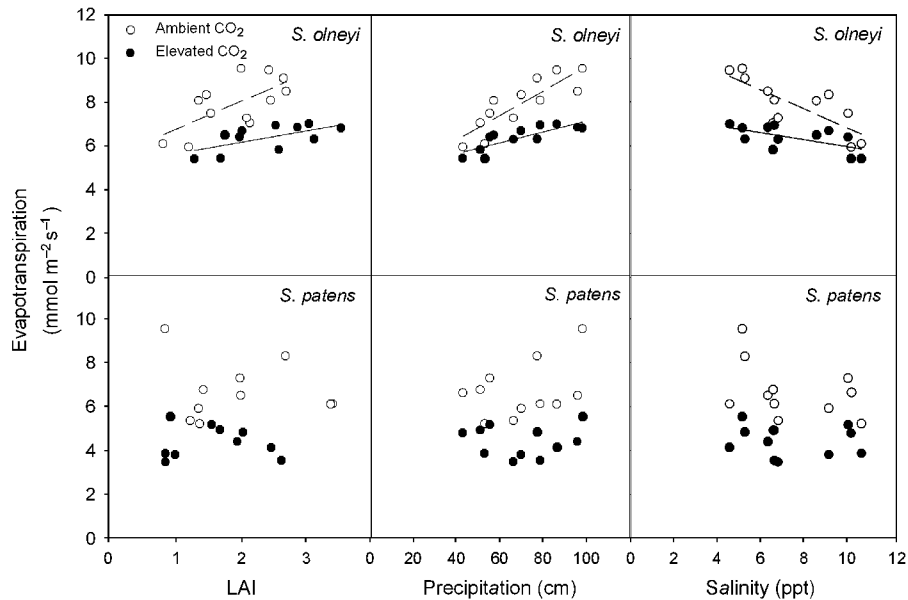 Ambient CO₂
Elevated CO₂
S. olneyi
S. olneyi
S. olneyi
12
10
8
6
4
2
0
S. patens
S. patens
S. patens
10
8
6
4
2
0
Evapotranspiration
(mmol m⁻² s⁻¹)
0 1 2 3 0 20 40 60 80 100 0 2 4 6 8 10 12
LAI Precipitation (cm) Salinity (ppt)